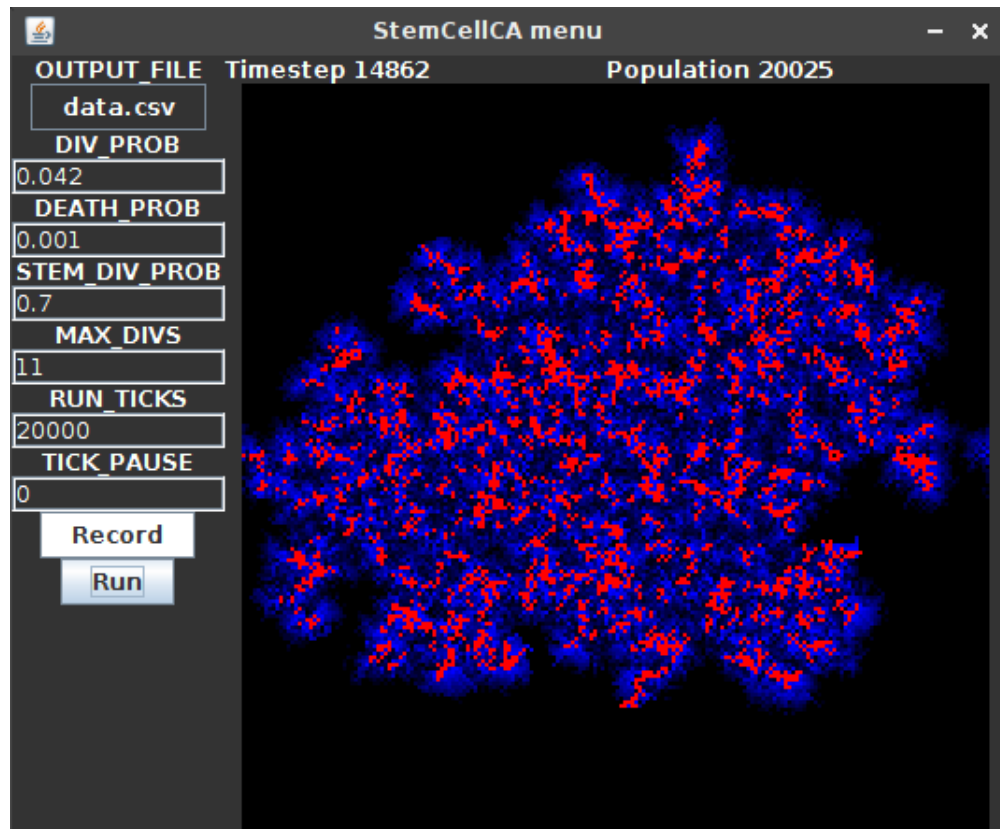 StemCellCA menu
OUTPUT_FILE Timestep 14862 Population 20025
data.csv
DIV_PROB
0.042
DEATH_PROB
0.001
STEM_DIV_PROB
0.7
MAX_DIVS
11
RUN_TICKS
20000
TICK_PAUSE
0
Record
Run